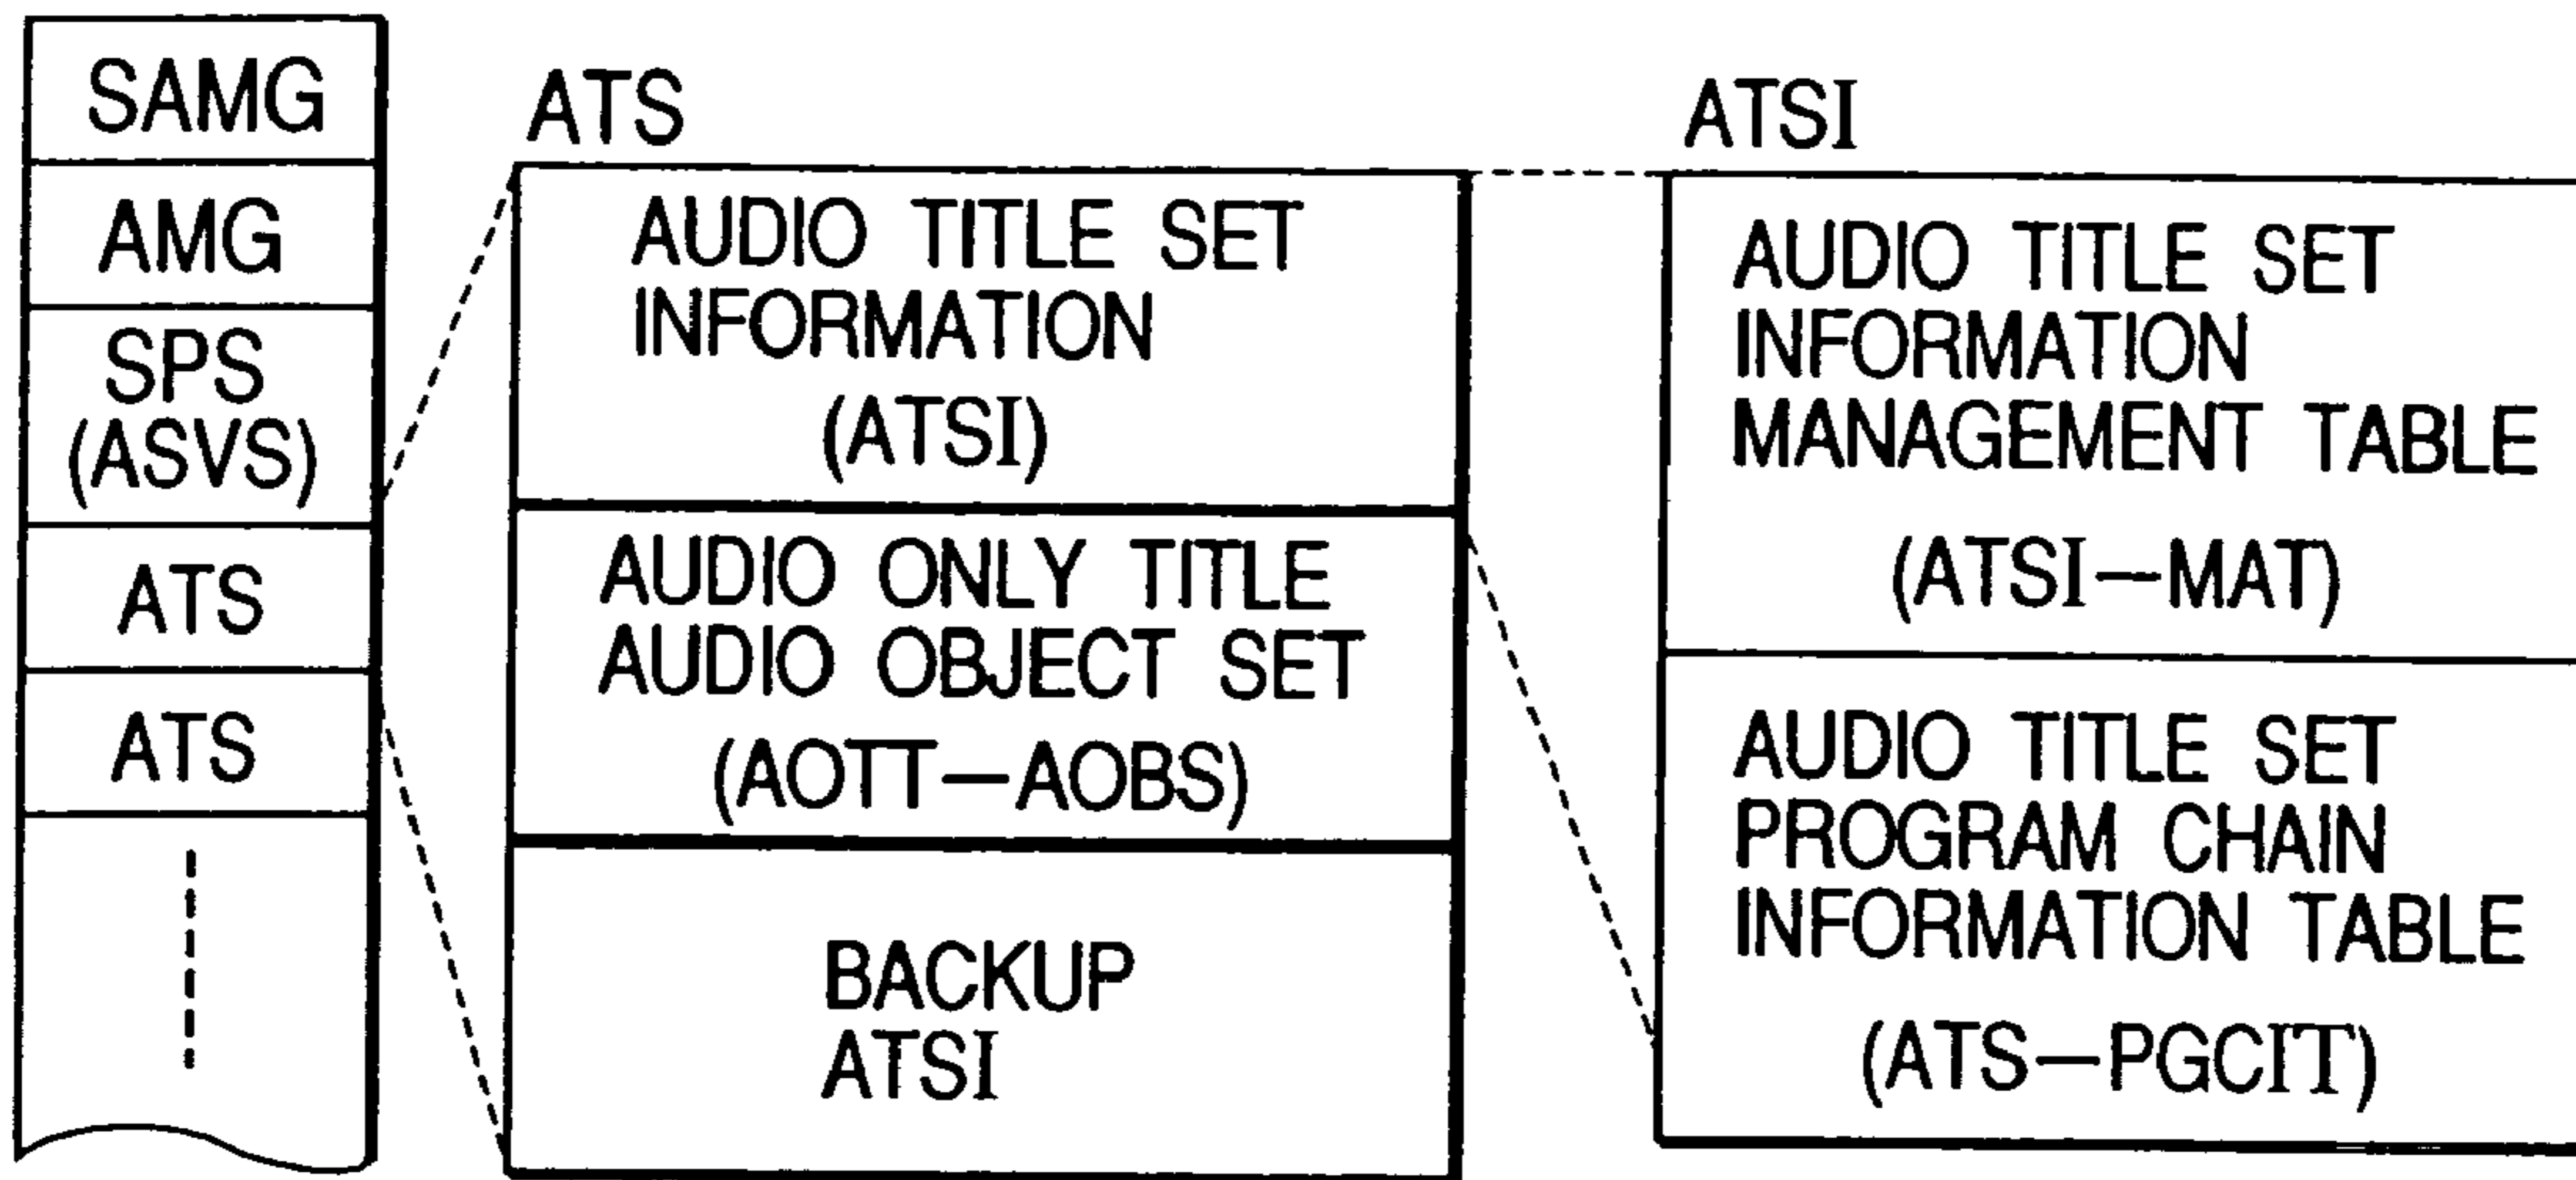 SAMG
AMG
SPS
(ASVS)
ATS
ATS
ATS
AUDIO TITLE SET
INFORMATION
(ATSI)
AUDIO ONLY TITLE
AUDIO OBJECT SET
(AOTT—AOBS)
BACKUP
ATSI
ATSI
AUDIO TITLE SET
INFORMATION
MANAGEMENT TABLE
(ATSI—MAT)
AUDIO TITLE SET
PROGRAM CHAIN
INFORMATION TABLE
(ATS—PGCIT)